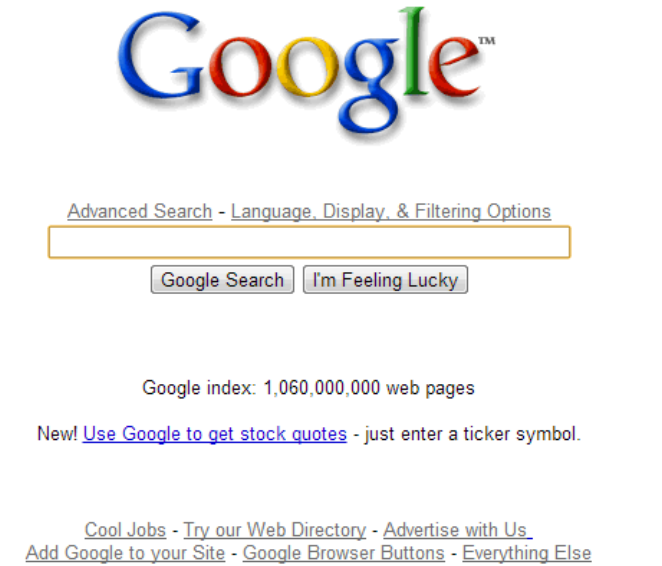 Google™
Advanced Search - Language, Display, & Filtering Options
Google Search I'm Feeling Lucky
Google index: 1,060,000,000 web pages
New! Use Google to get stock quotes - just enter a ticker symbol.
Cool Jobs - Try our Web Directory - Advertise with Us
Add Google to your Site - Google Browser Buttons - Everything Else